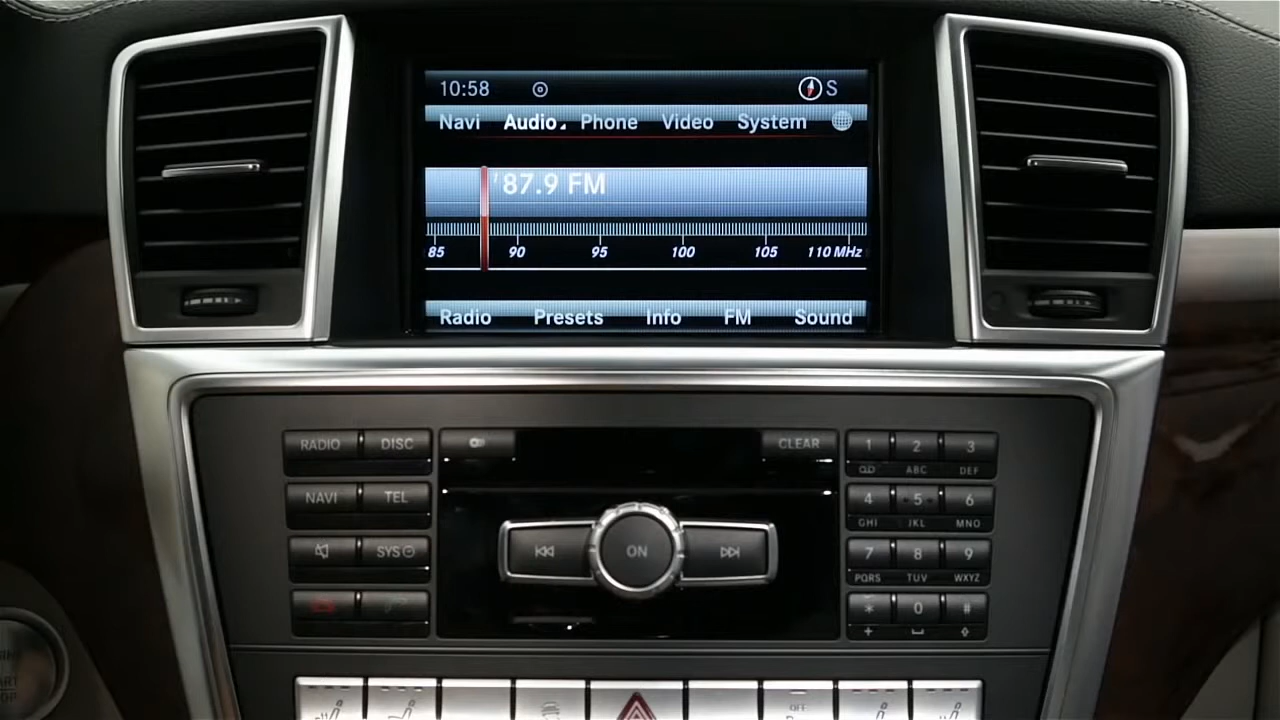 10:58 S
Navi Audio Phone Video System
87.9 FM
85 90 95 100 105 110 MHz
Radio Presets Info FM Sound
RADIO DISC CLEAR 1 2 3
ABC DEF
NAVI TEL 4 5 6
GHI JKL MNO
SYS ON 7 8 9
PQRS TUV WXYZ
* 0 #
+
OFF